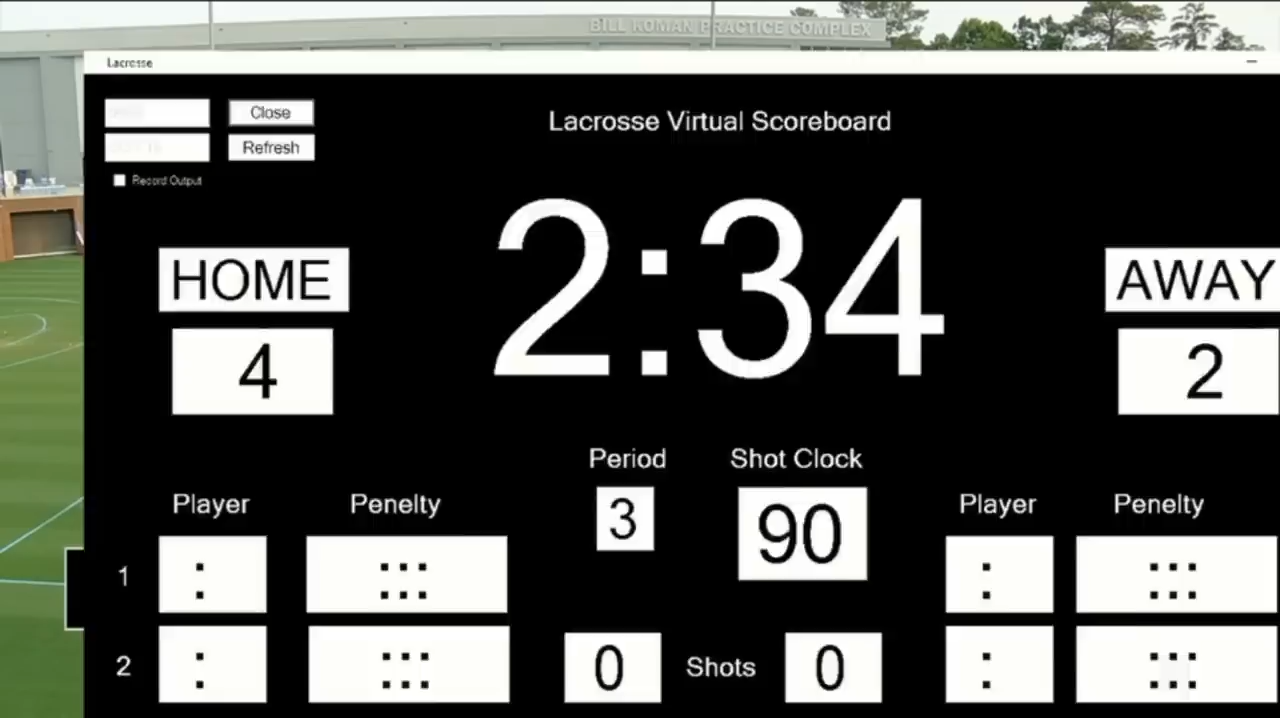 BILL KOMAN PRACTICE COMPLEX
Lacrosse
Close
Refresh
Record Output
Lacrosse Virtual Scoreboard
2:34
HOME
AWAY
4
2
Period
Shot Clock
3
90
Player
Penelty
Player
Penelty
1
:
:::
:
:::
2
:
:::
:
:::
0
Shots
0